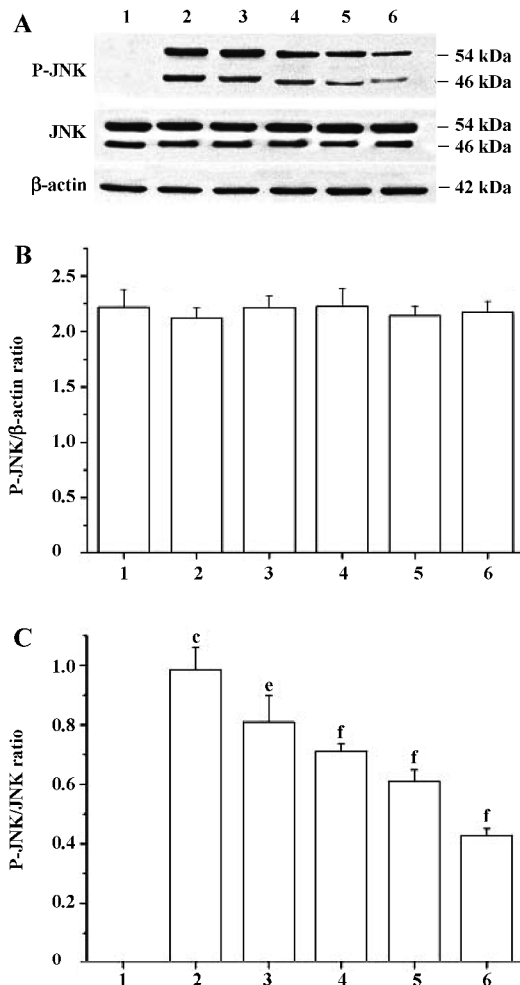 A
1 2 3 4 5 6
P-JNK
54 kDa
46 kDa
JNK
54 kDa
46 kDa
β-actin
42 kDa
B
P-JNK/β-actin ratio
2.5
2.0
1.5
1.0
0.5
0
1 2 3 4 5 6
C
P-JNK/JNK ratio
1.0
0.8
0.6
0.4
0.2
0
c
e
f
f
f
1 2 3 4 5 6